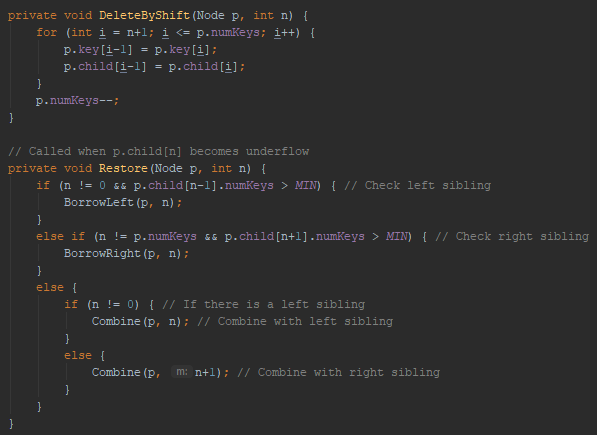 private void DeleteByShift(Node p, int n) {
    for (int i = n+1; i <= p.numKeys; i++) {
        p.key[i-1] = p.key[i];
        p.child[i-1] = p.child[i];
    }
    p.numKeys--;
}

// Called when p.child[n] becomes underflow
private void Restore(Node p, int n) {
    if (n != 0 && p.child[n-1].numKeys > MIN) { // Check left sibling
        BorrowLeft(p, n);
    }
    else if (n != p.numKeys && p.child[n+1].numKeys > MIN) { // Check right sibling
        BorrowRight(p, n);
    }
    else {
        if (n != 0) { // If there is a left sibling
            Combine(p, n); // Combine with left sibling
        }
        else {
            Combine(p, m: n+1); // Combine with right sibling
        }
    }
}